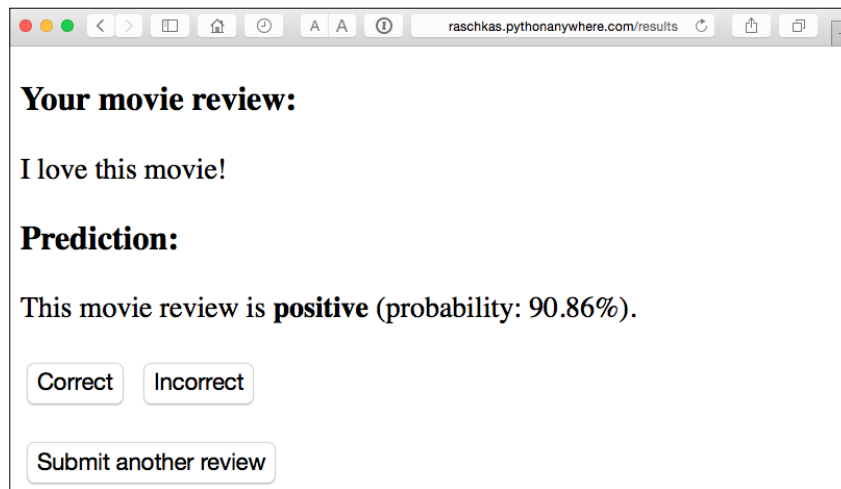 A A raschkas.pythonanywhere.com/results
Your movie review:
I love this movie!
Prediction:
This movie review is positive (probability: 90.86%).
Correct Incorrect
Submit another review